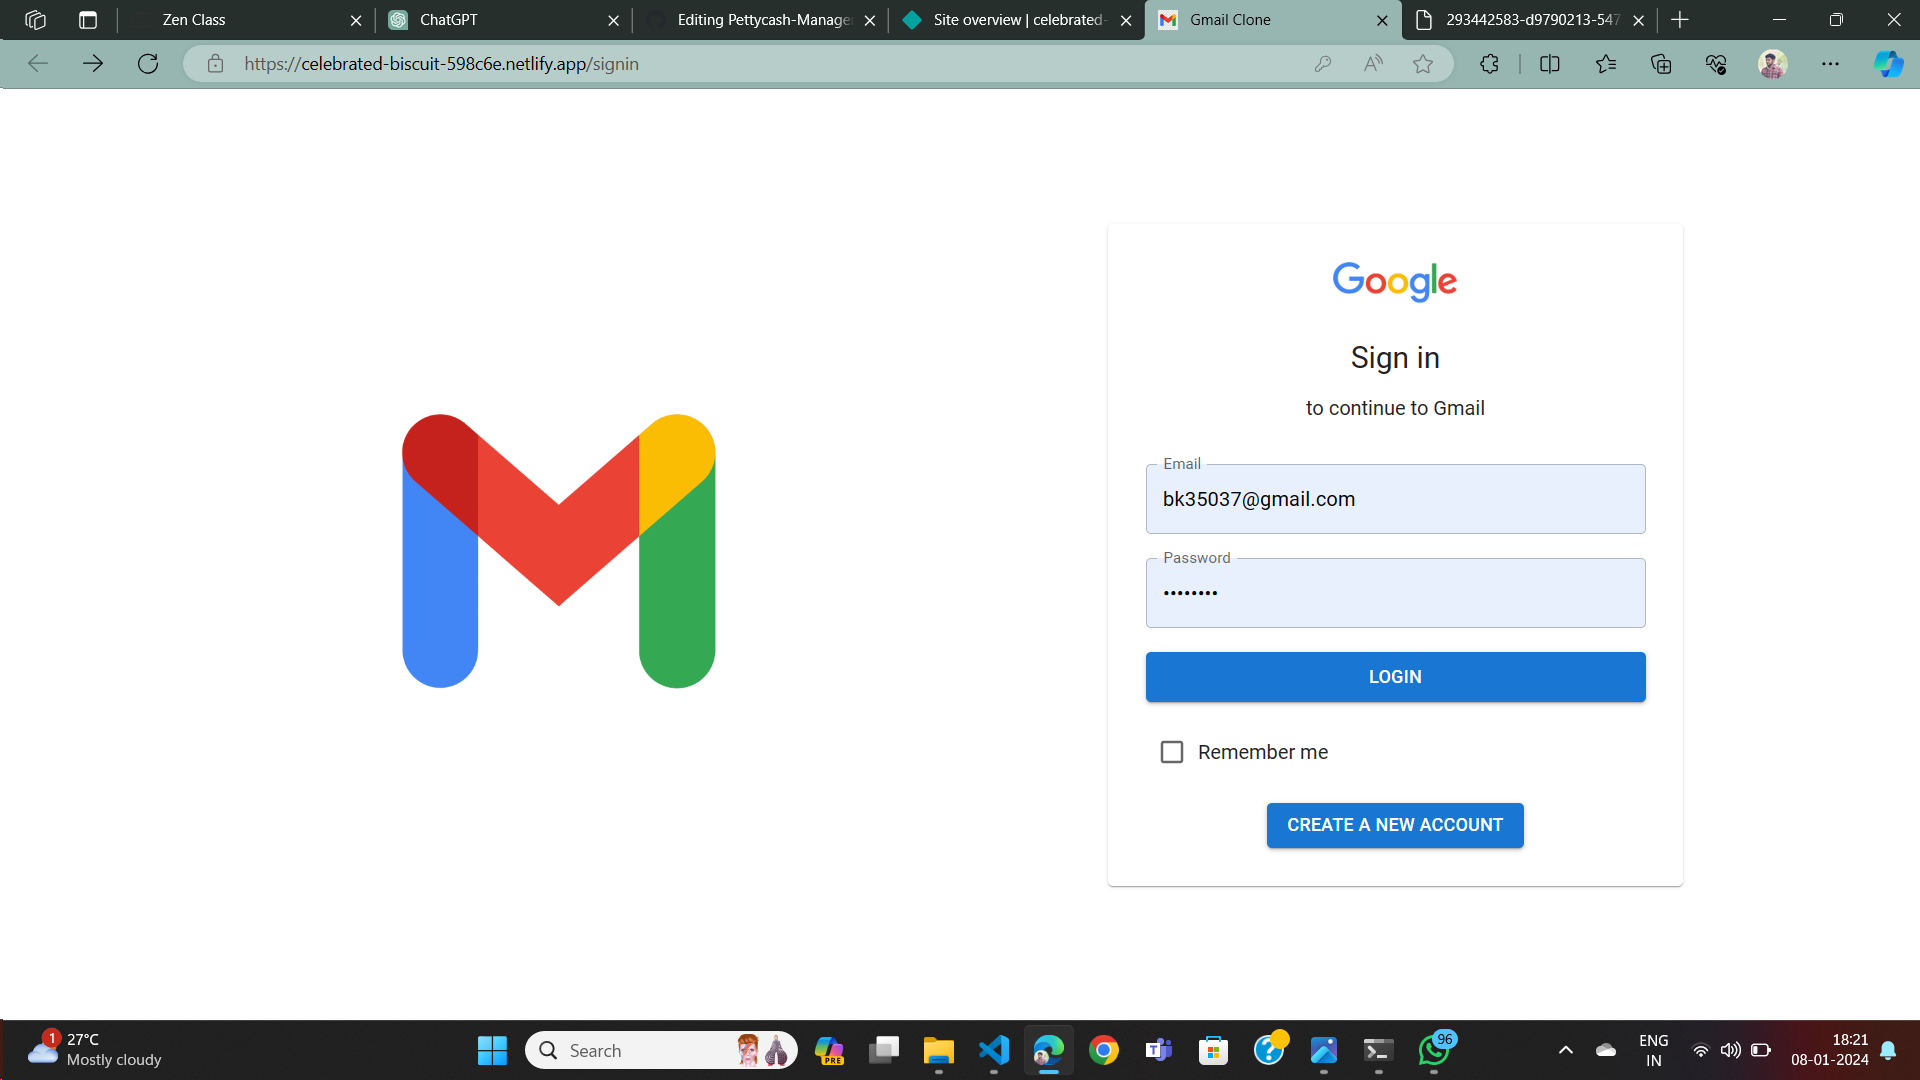 Zen Class
ChatGPT
Editing Pettycash-Manage
Site overview | celebrated-
Gmail Clone
293442583-d9790213-547
https://celebrated-biscuit-598c6e.netlify.app/signin
Google
Sign in
to continue to Gmail
Email
bk35037@gmail.com
Password
••••••••
LOGIN
Remember me
CREATE A NEW ACCOUNT
1
27°C
Mostly cloudy
Search
PRE
96
ENG
IN
18:21
08-01-2024